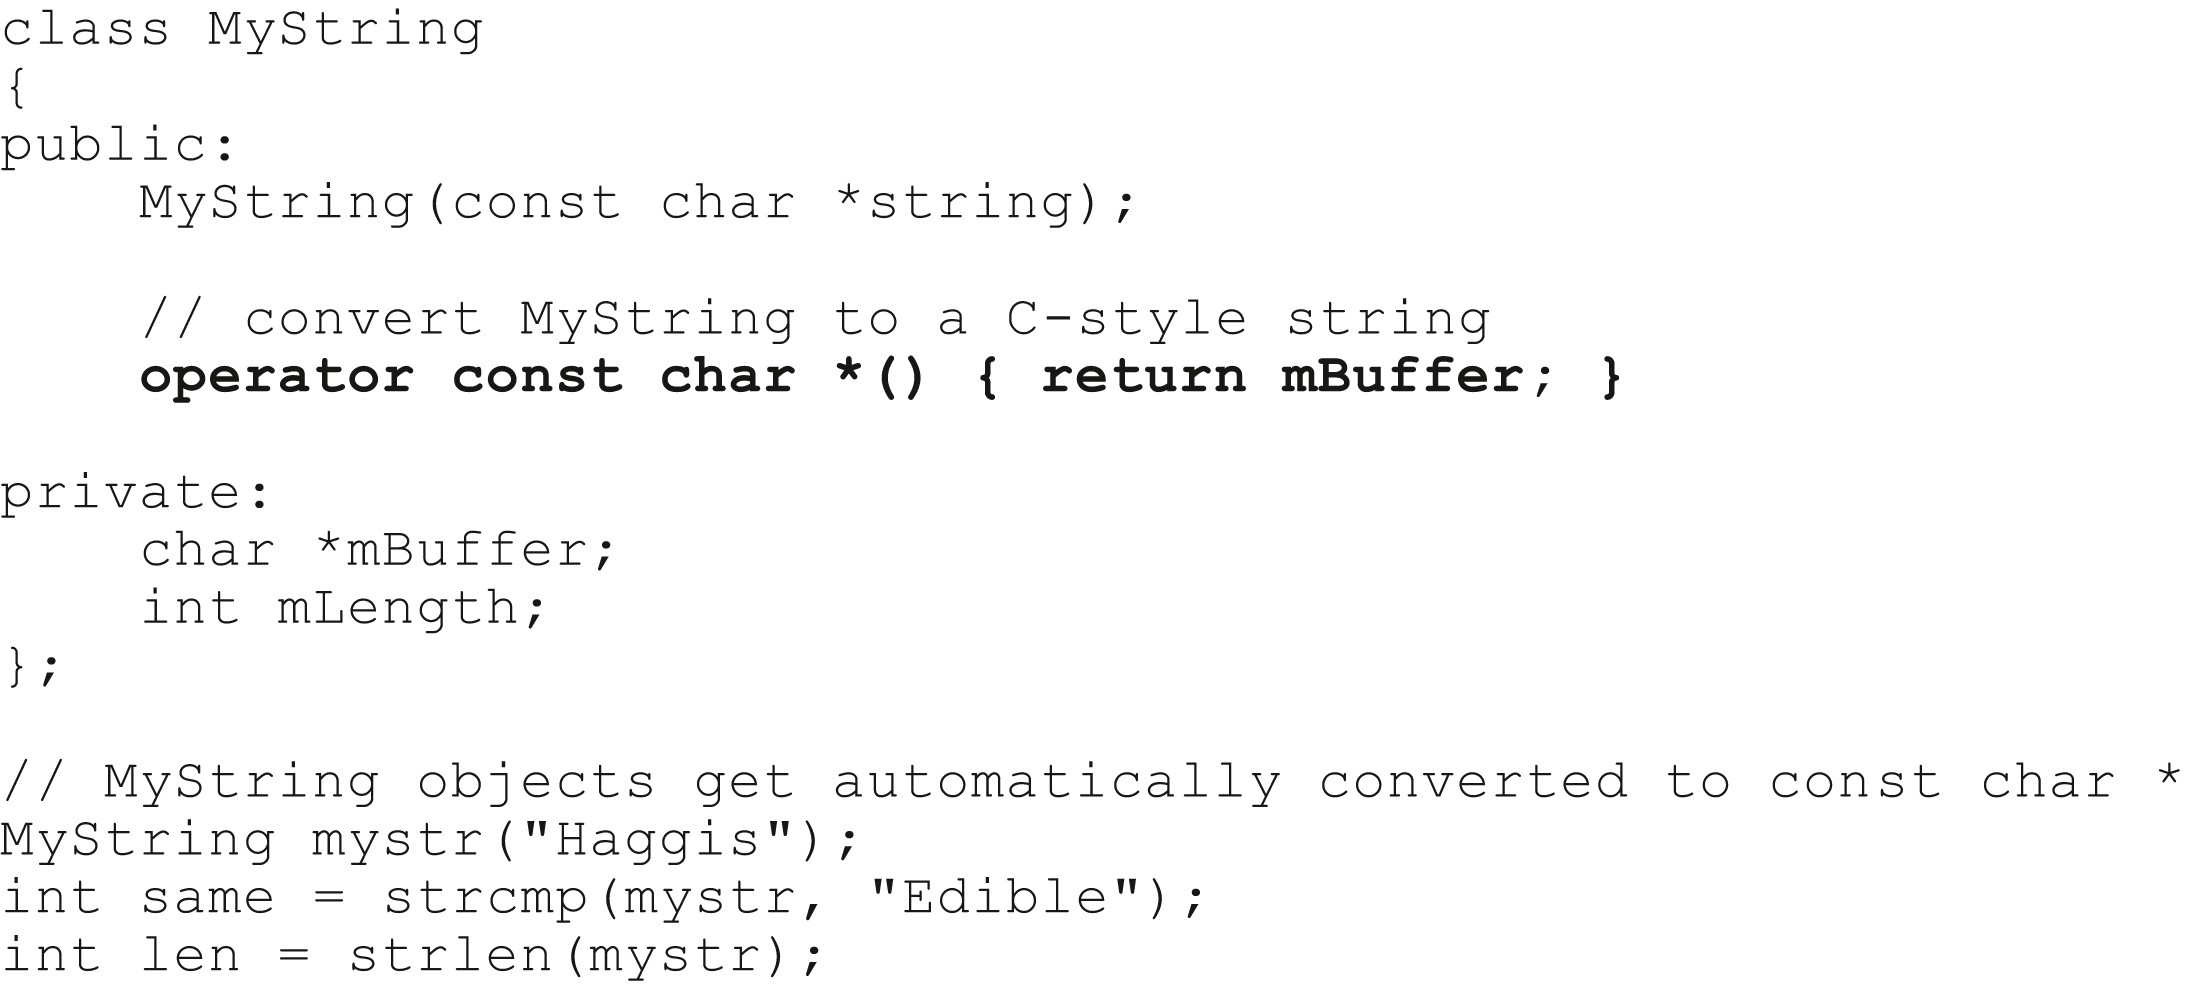 class MyString
{
public:
    MyString(const char *string);

    // convert MyString to a C-style string
    operator const char *() { return mBuffer; }

private:
    char *mBuffer;
    int mLength;
};

// MyString objects get automatically converted to const char *
MyString mystr("Haggis");
int same = strcmp(mystr, "Edible");
int len = strlen(mystr);